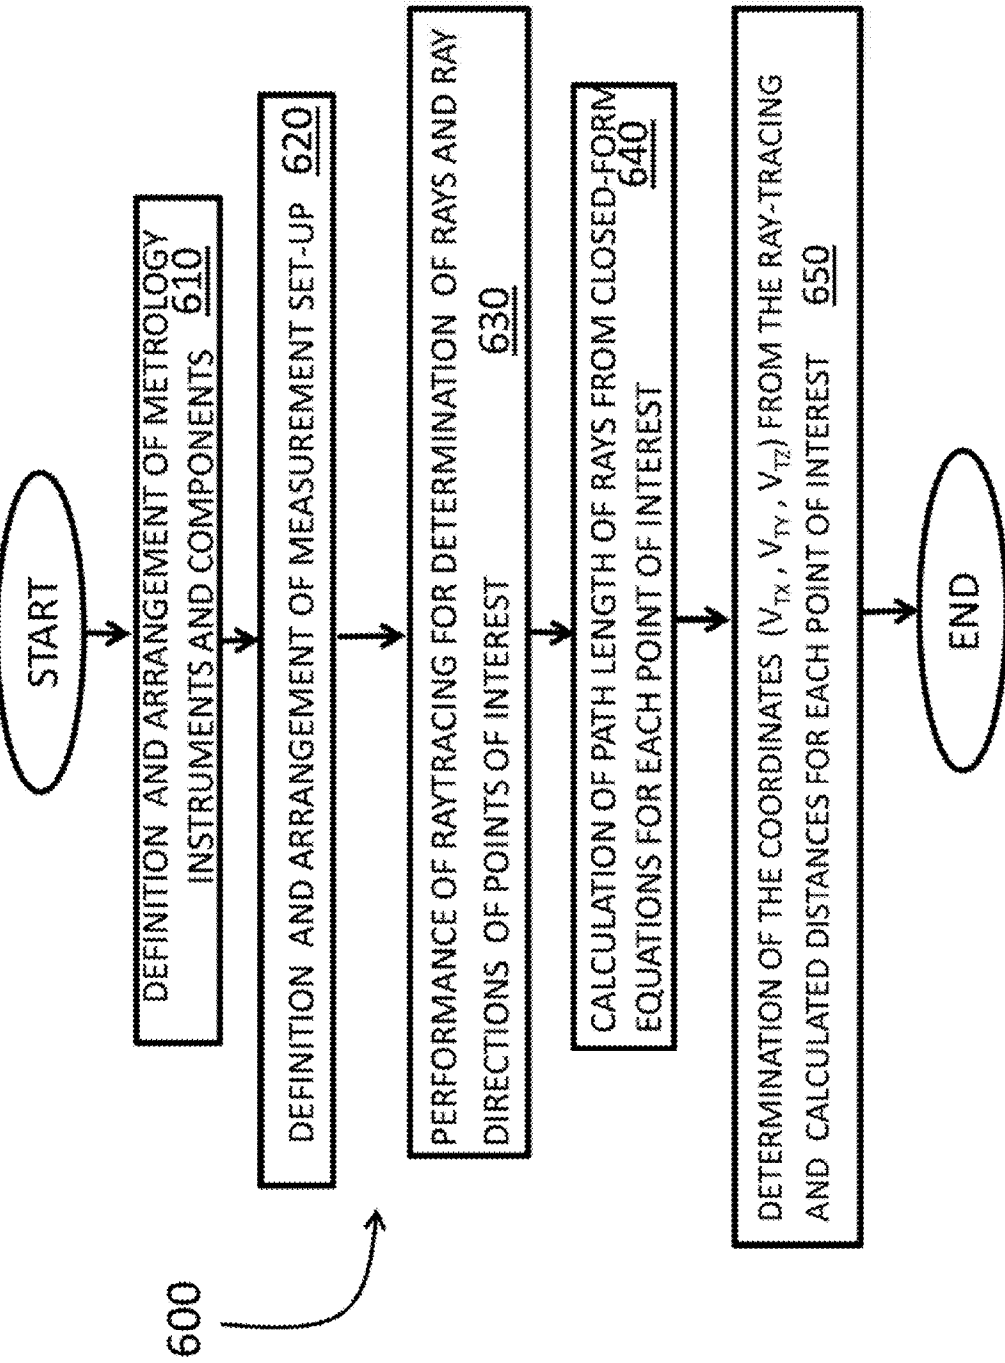 START
DEFINITION AND ARRANGEMENT OF METROLOGY
INSTRUMENTS AND COMPONENTS 610
DEFINITION AND ARRANGEMENT OF MEASUREMENT SET-UP 620
PERFORMANCE OF RAYTRACING FOR DETERMINATION OF RAYS AND RAY
DIRECTIONS OF POINTS OF INTEREST 630
CALCULATION OF PATH LENGTH OF RAYS FROM CLOSED-FORM
EQUATIONS FOR EACH POINT OF INTEREST 640
DETERMINATION OF THE COORDINATES (VTX , VTY , VTZ) FROM THE RAY-TRACING
AND CALCULATED DISTANCES FOR EACH POINT OF INTEREST 650
END
600